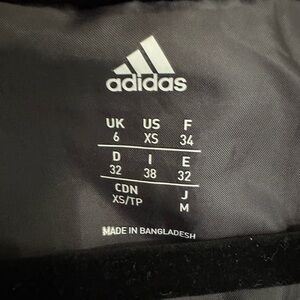 adidas
UK US F
6 XS 34
D I E
32 38 32
CDN J
XS/TP M
MADE IN BANGLADESH